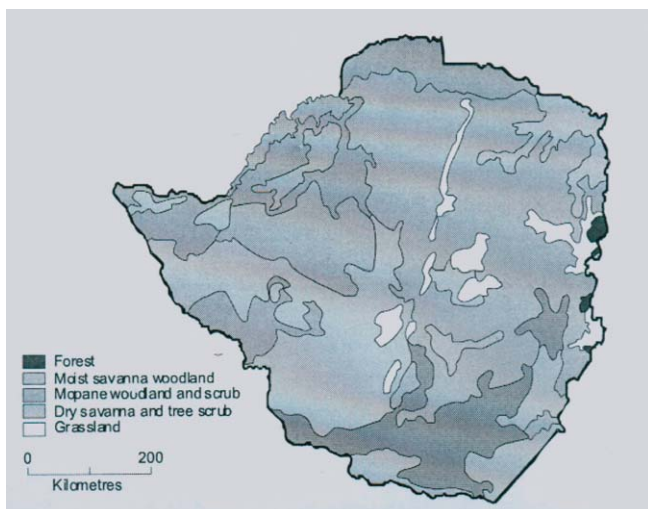 Forest
Moist savanna woodland
Mopane woodland and scrub
Dry savanna and tree scrub
Grassland
0 200
Kilometres